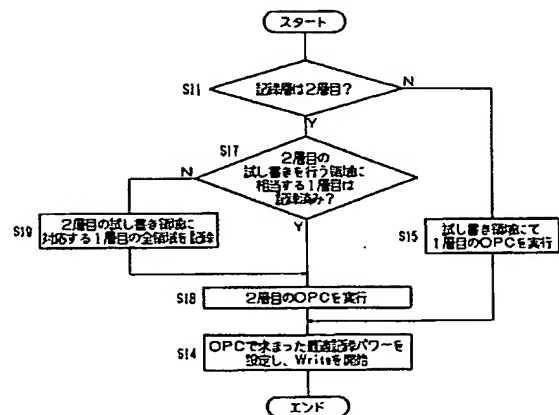 スタート
S11
記録層は2層目?
N
Y
S17
2層目の
試し書きを行う領域に
相当する1層目は
記録済み?
N
Y
S19
2層目の試し書き領域に
対応する1層目の全領域を記録
S15
試し書き領域にて
1層目のOPCを実行
S18
2層目のOPCを実行
S14
OPCで求まった最適記録パワーを
設定し、Writeを開始
エンド